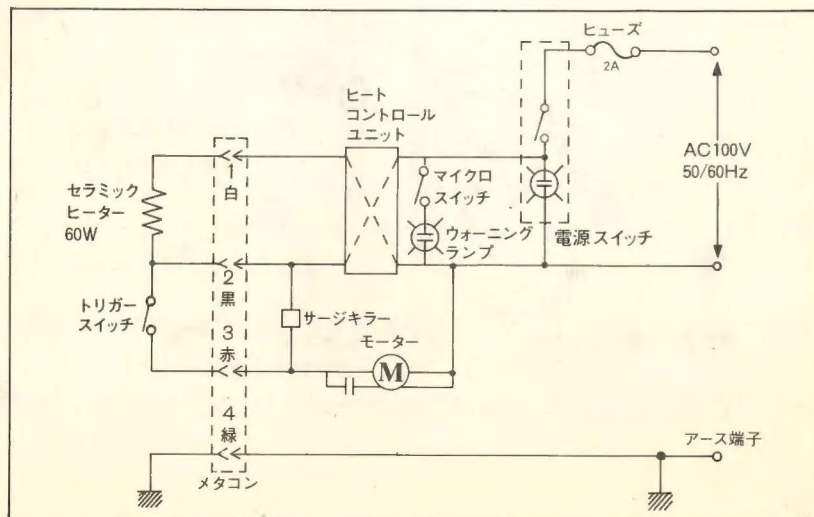 ヒューズ
2A
ヒート
コントロール
ユニット
AC100V
50/60Hz
マイクロ
スイッチ
1
白
セラミック
ヒーター
60W
ウォーニング
ランプ
電源スイッチ
2
黒
トリガー
スイッチ
サージキラー
3
赤
モーター
M
4
緑
アース端子
メタコン